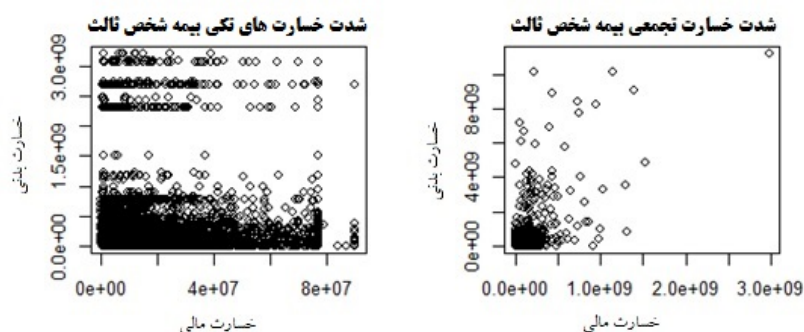 شدت خسارت های تکی بیمه شخص ثالث
خسارت بدنی
3.0e+09
1.5e+09
0.0e+00
0e+00 4e+07 8e+07
خسارت مالی
شدت خسارت تجمعی بیمه شخص ثالث
خسارت بدنی
8e+09
4e+09
0e+00
0.0e+00 1.0e+09 2.0e+09 3.0e+09
خسارت مالی